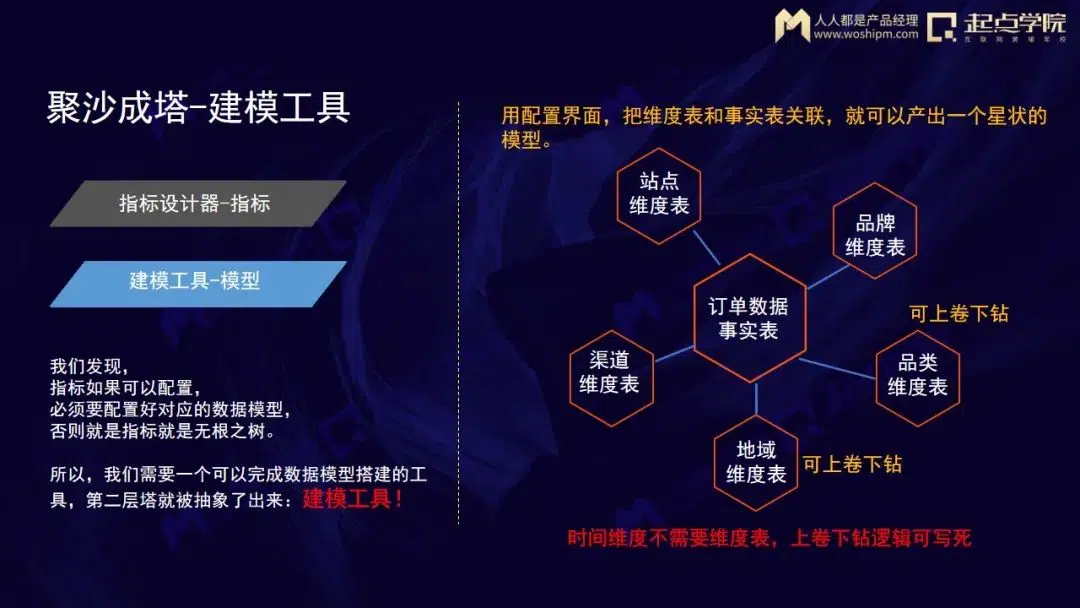 人人都是产品经理
www.woshipm.com
起点学院
互联网黄埔军校
聚沙成塔-建模工具
指标设计器-指标
建模工具-模型
我们发现，
指标如果可以配置，
必须要配置好对应的数据模型，
否则就是指标就是无根之树。
所以，我们需要一个可以完成数据模型搭建的工
具，第二层塔就被抽象了出来：建模工具！
用配置界面，把维度表和事实表关联，就可以产出一个星状的
模型。
站点
维度表
品牌
维度表
订单数据
事实表
可上卷下钻
渠道
维度表
品类
维度表
地域
维度表
可上卷下钻
时间维度不需要维度表，上卷下钻逻辑可写死